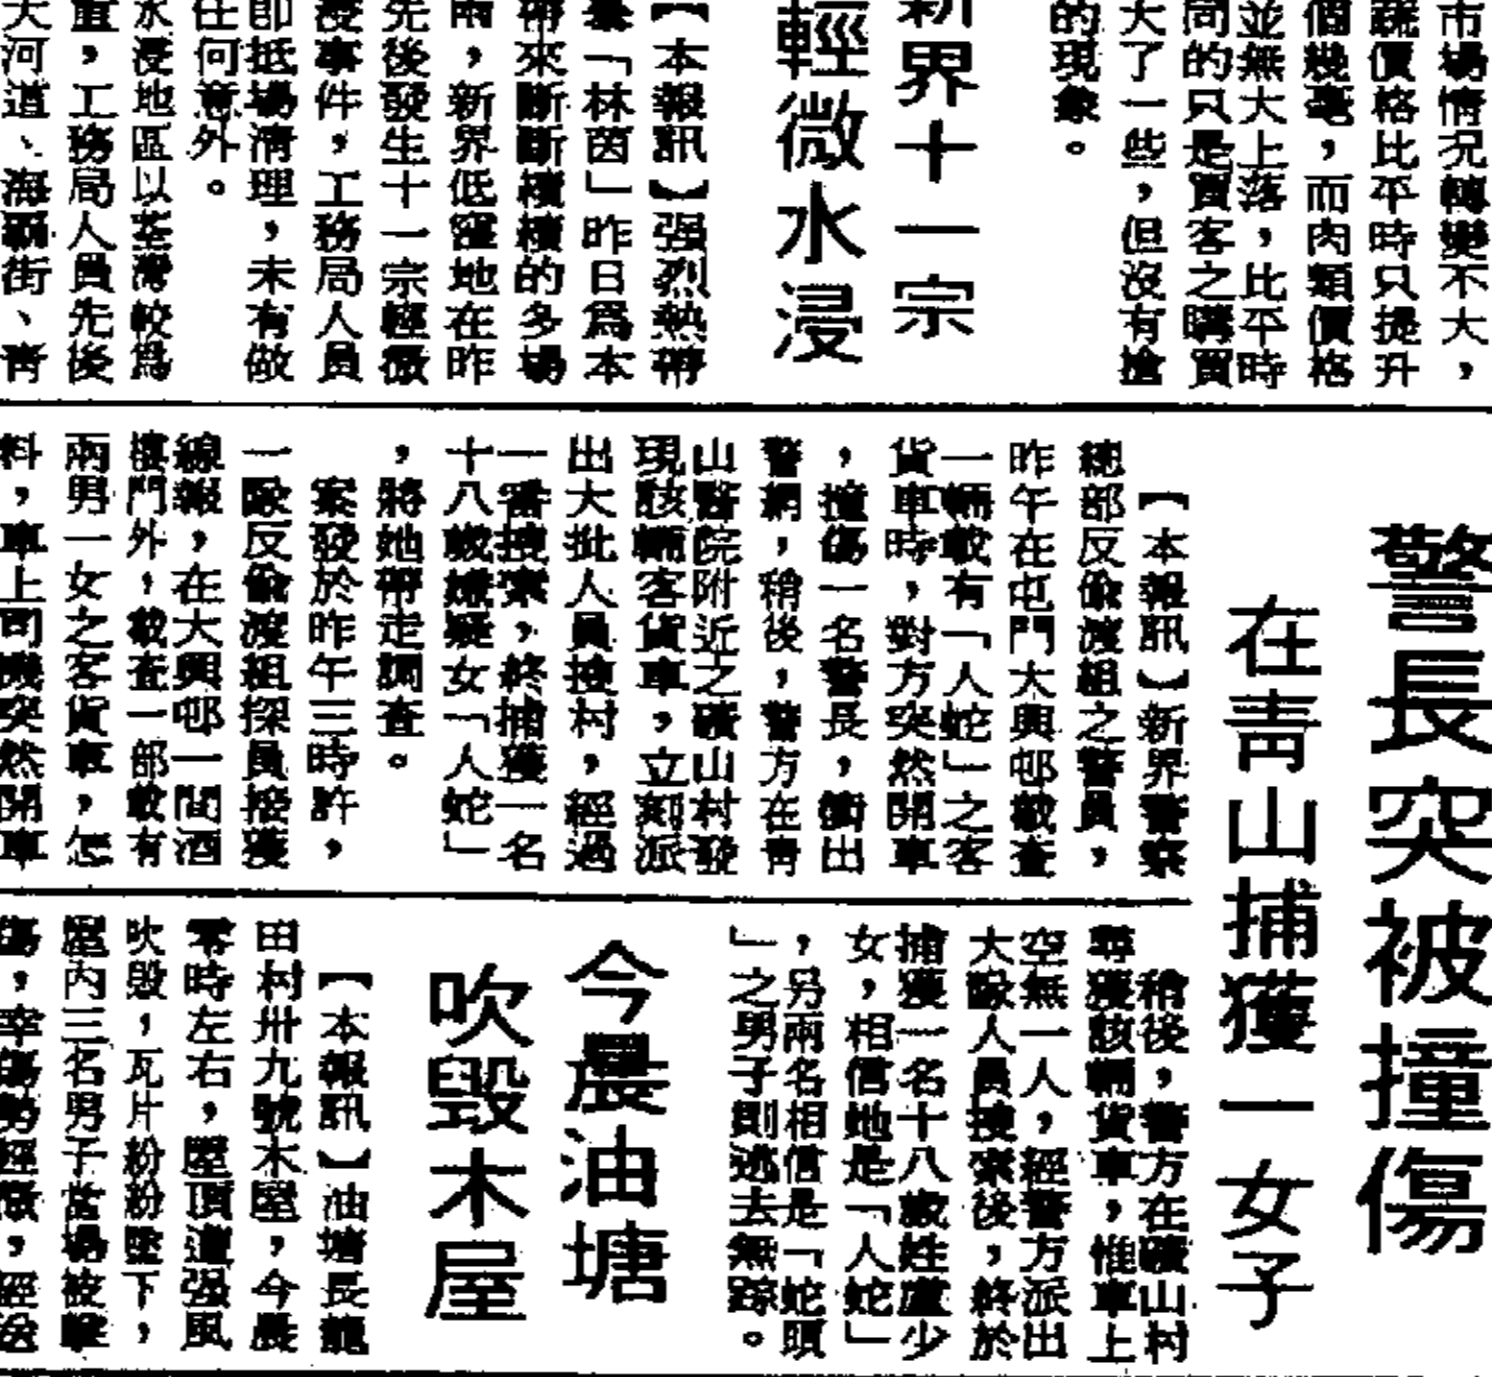 市場情況轉變不大，
蔬價格比平時只提升
個幾毫，而肉類價格
並無大上落，比平時
同的只是買客之購買
大了一些，但沒有搶
的現象。
新界十一宗
輕微水浸
【本報訊】强烈熱帶
暴「林茵」昨日爲本
帶來斷斷續續的多場
雨，新界低窪地在昨
先後發生十一宗輕微
浸事件，工務局人員
即抵場清理，未有做
任何意外。
水浸地區以荃灣較爲
重，工務局人員先後
大河道、海霸街、青
警長突被撞傷
在青山捕獲一女子
【本報訊】新界警察
總部反偷渡組之警員，
昨午在屯門大興邨截查
一輛載有「人蛇」之客
貨車時，對方突然開車
，撞傷一名警長，衝出
警網，稍後，警方在青
山醫院附近之礦山村發
現該輛客貨車，立刻派
出大批人員搜村，經過
一番搜索，終捕獲一名
十八歲嫌疑女「人蛇」
，將她帶走調查。
案發於昨午三時許，
一隊反偷渡組探員接獲
線報，在大興邨一間酒
樓門外，截查一部載有
兩男一女之客貨車，怎
料，車上司機突然開車
稍後，警方在礦山村
尋獲該輛貨車，惟車上
空無一人，經警方派出
大隊人員搜索後，終於
捕獲一名十八歲姓盧少
女，相信她是「人蛇」
，另兩名相信是「蛇頭
」之男子則逃去無踪。
今晨油塘
吹毀木屋
【本報訊】油塘長龍
田村卅九號木屋，今晨
零時左右，屋頂遭强風
吹毀，瓦片紛紛墜下，
屋內三名男子當場被擊
傷，幸傷勢輕微，經送